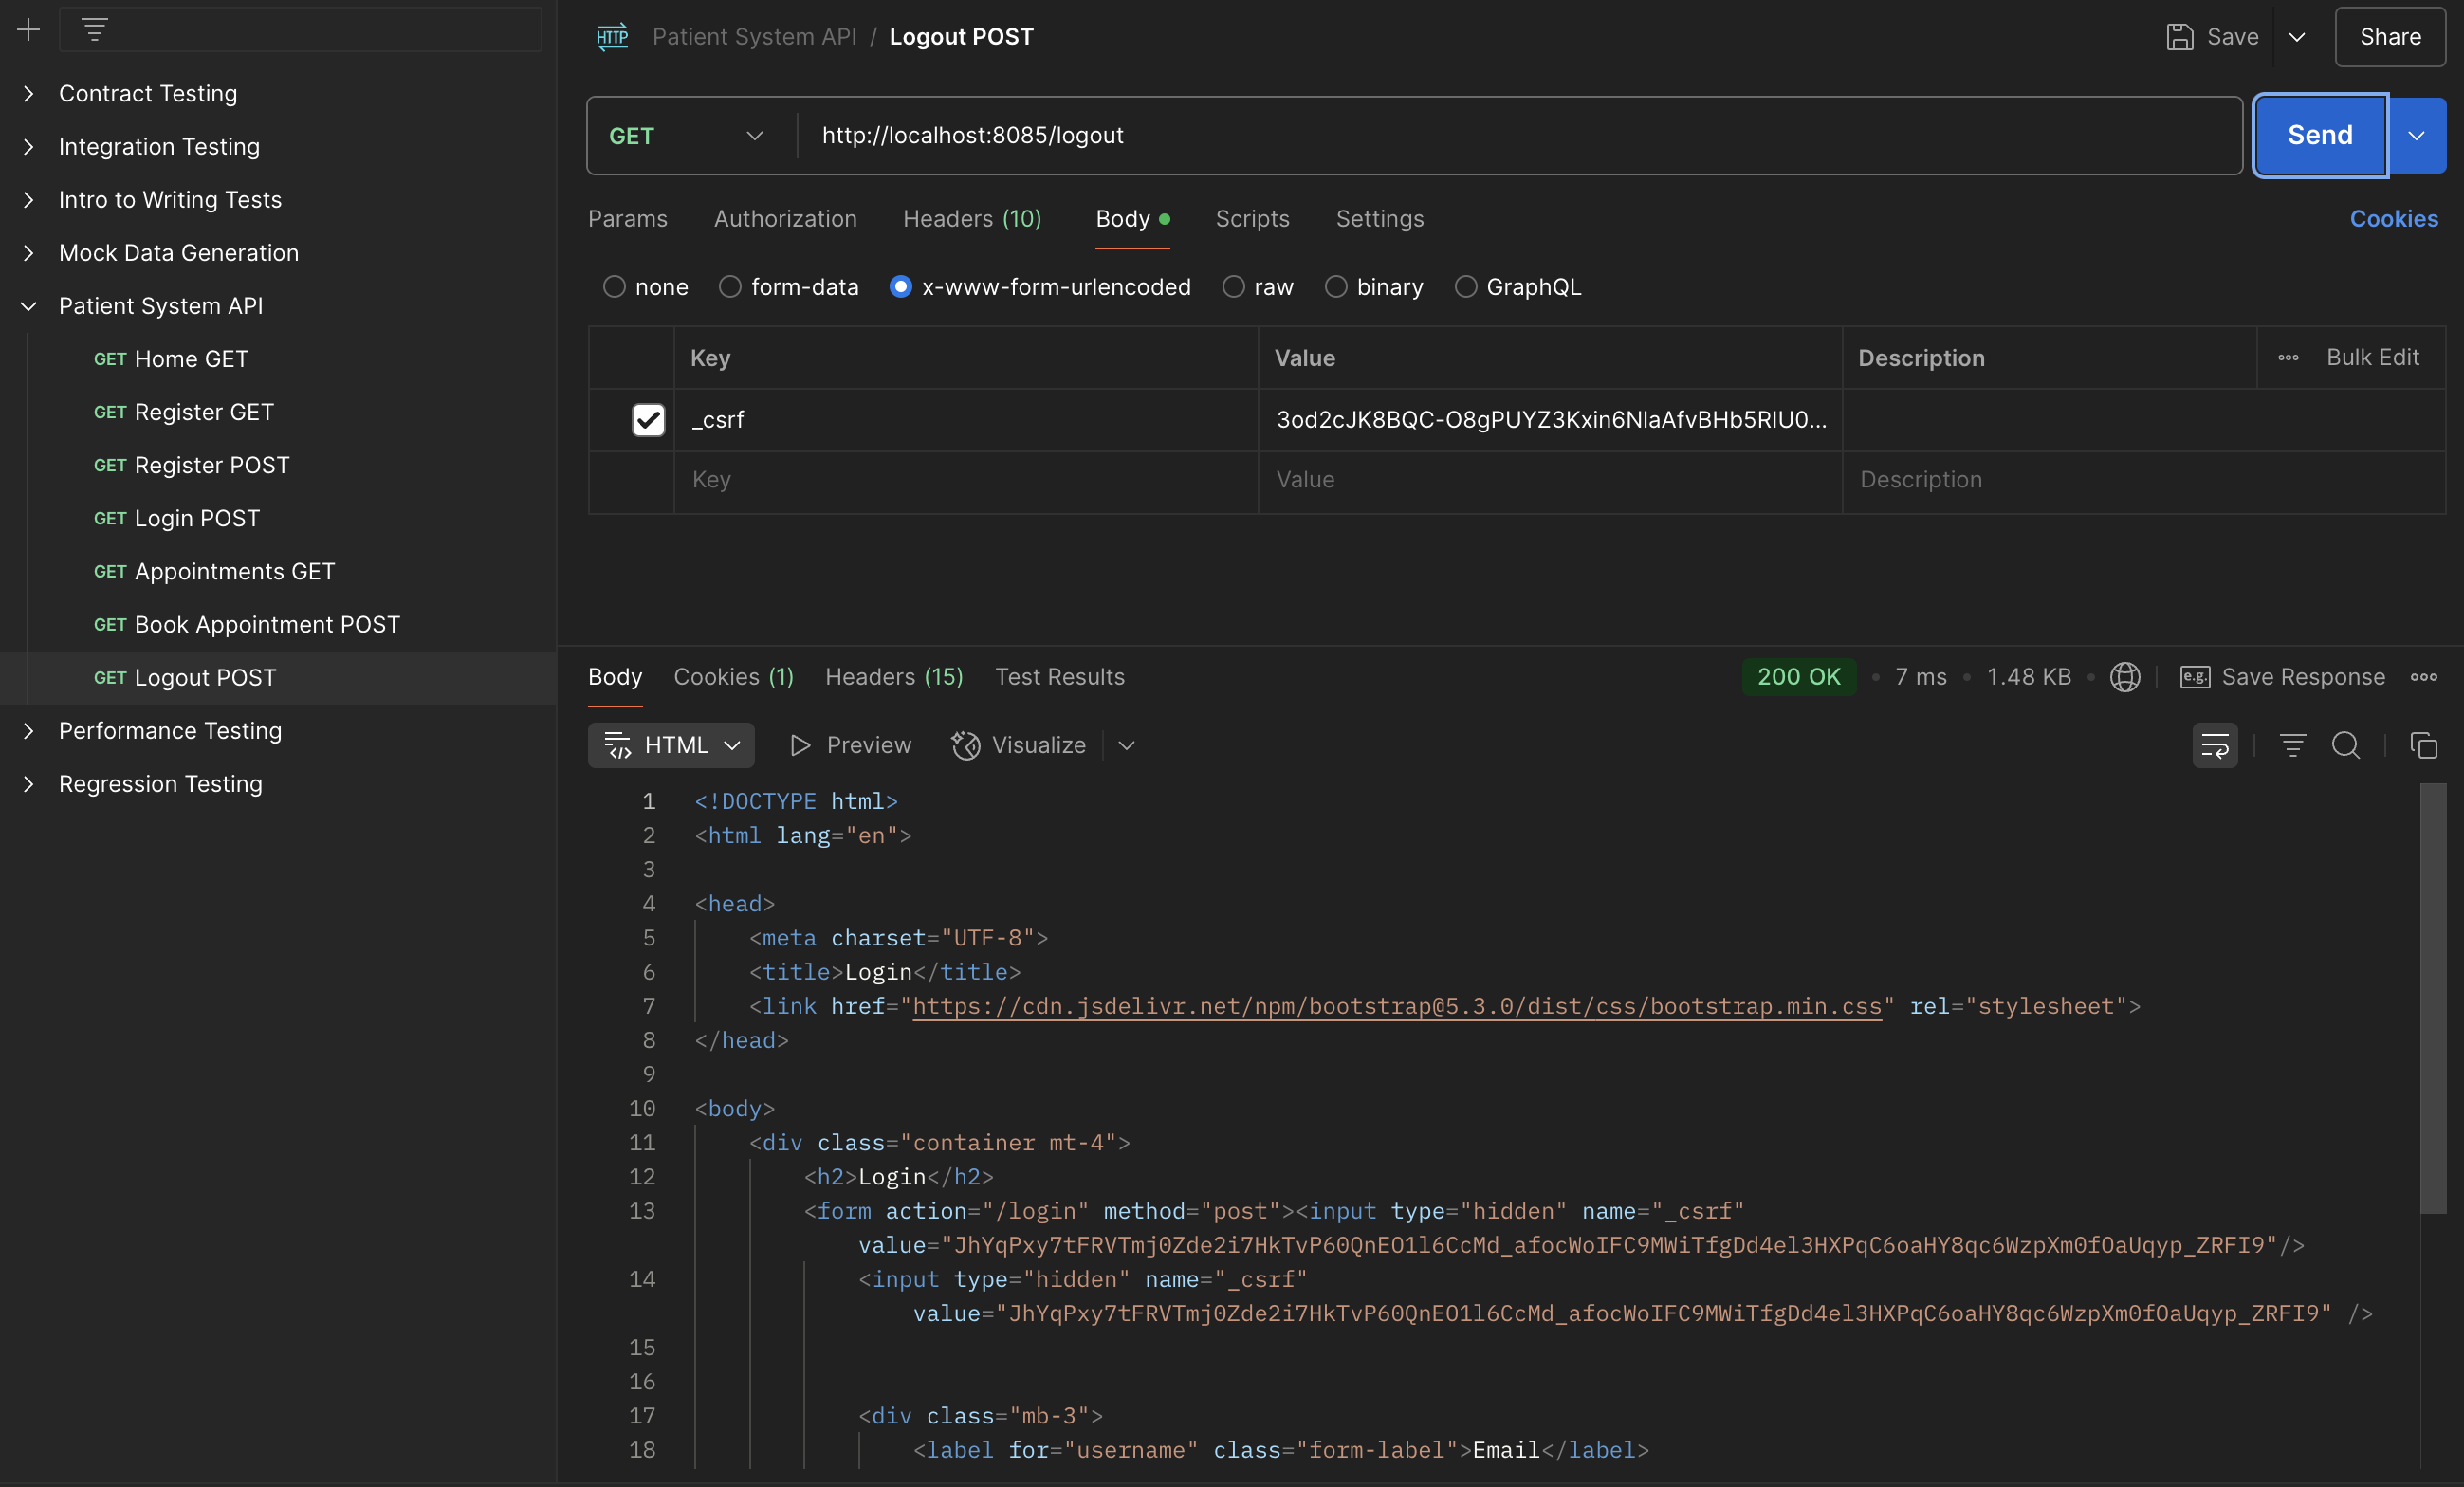 Contract Testing
Integration Testing
Intro to Writing Tests
Mock Data Generation
Patient System API
GET Home GET
GET Register GET
GET Register POST
GET Login POST
GET Appointments GET
GET Book Appointment POST
GET Logout POST
Performance Testing
Regression Testing
HTTP Patient System API / Logout POST
Save
Share
GET http://localhost:8085/logout
Send
Params Authorization Headers (10) Body Scripts Settings Cookies
none form-data x-www-form-urlencoded raw binary GraphQL
Key Value Description Bulk Edit
_csrf 3od2cJK8BQC-O8gPUYZ3Kxin6NlaAfvBHb5RlU0...
Key Value Description
Body Cookies (1) Headers (15) Test Results 200 OK 7 ms 1.48 KB e.g. Save Response
HTML Preview Visualize
1 <!DOCTYPE html>
2 <html lang="en">
3
4 <head>
5 <meta charset="UTF-8">
6 <title>Login</title>
7 <link href="https://cdn.jsdelivr.net/npm/bootstrap@5.3.0/dist/css/bootstrap.min.css" rel="stylesheet">
8 </head>
9
10 <body>
11 <div class="container mt-4">
12 <h2>Login</h2>
13 <form action="/login" method="post"><input type="hidden" name="_csrf"
value="JhYqPxy7tFRVTmj0Zde2i7HkTvP60QnEO1l6CcMd_afocWoIFC9MWiTfgDd4el3HXPqC6oaHY8qc6WzpXm0fOaUqyp_ZRFI9"/>
14 <input type="hidden" name="_csrf"
value="JhYqPxy7tFRVTmj0Zde2i7HkTvP60QnEO1l6CcMd_afocWoIFC9MWiTfgDd4el3HXPqC6oaHY8qc6WzpXm0fOaUqyp_ZRFI9" />
15
16
17 <div class="mb-3">
18 <label for="username" class="form-label">Email</label>